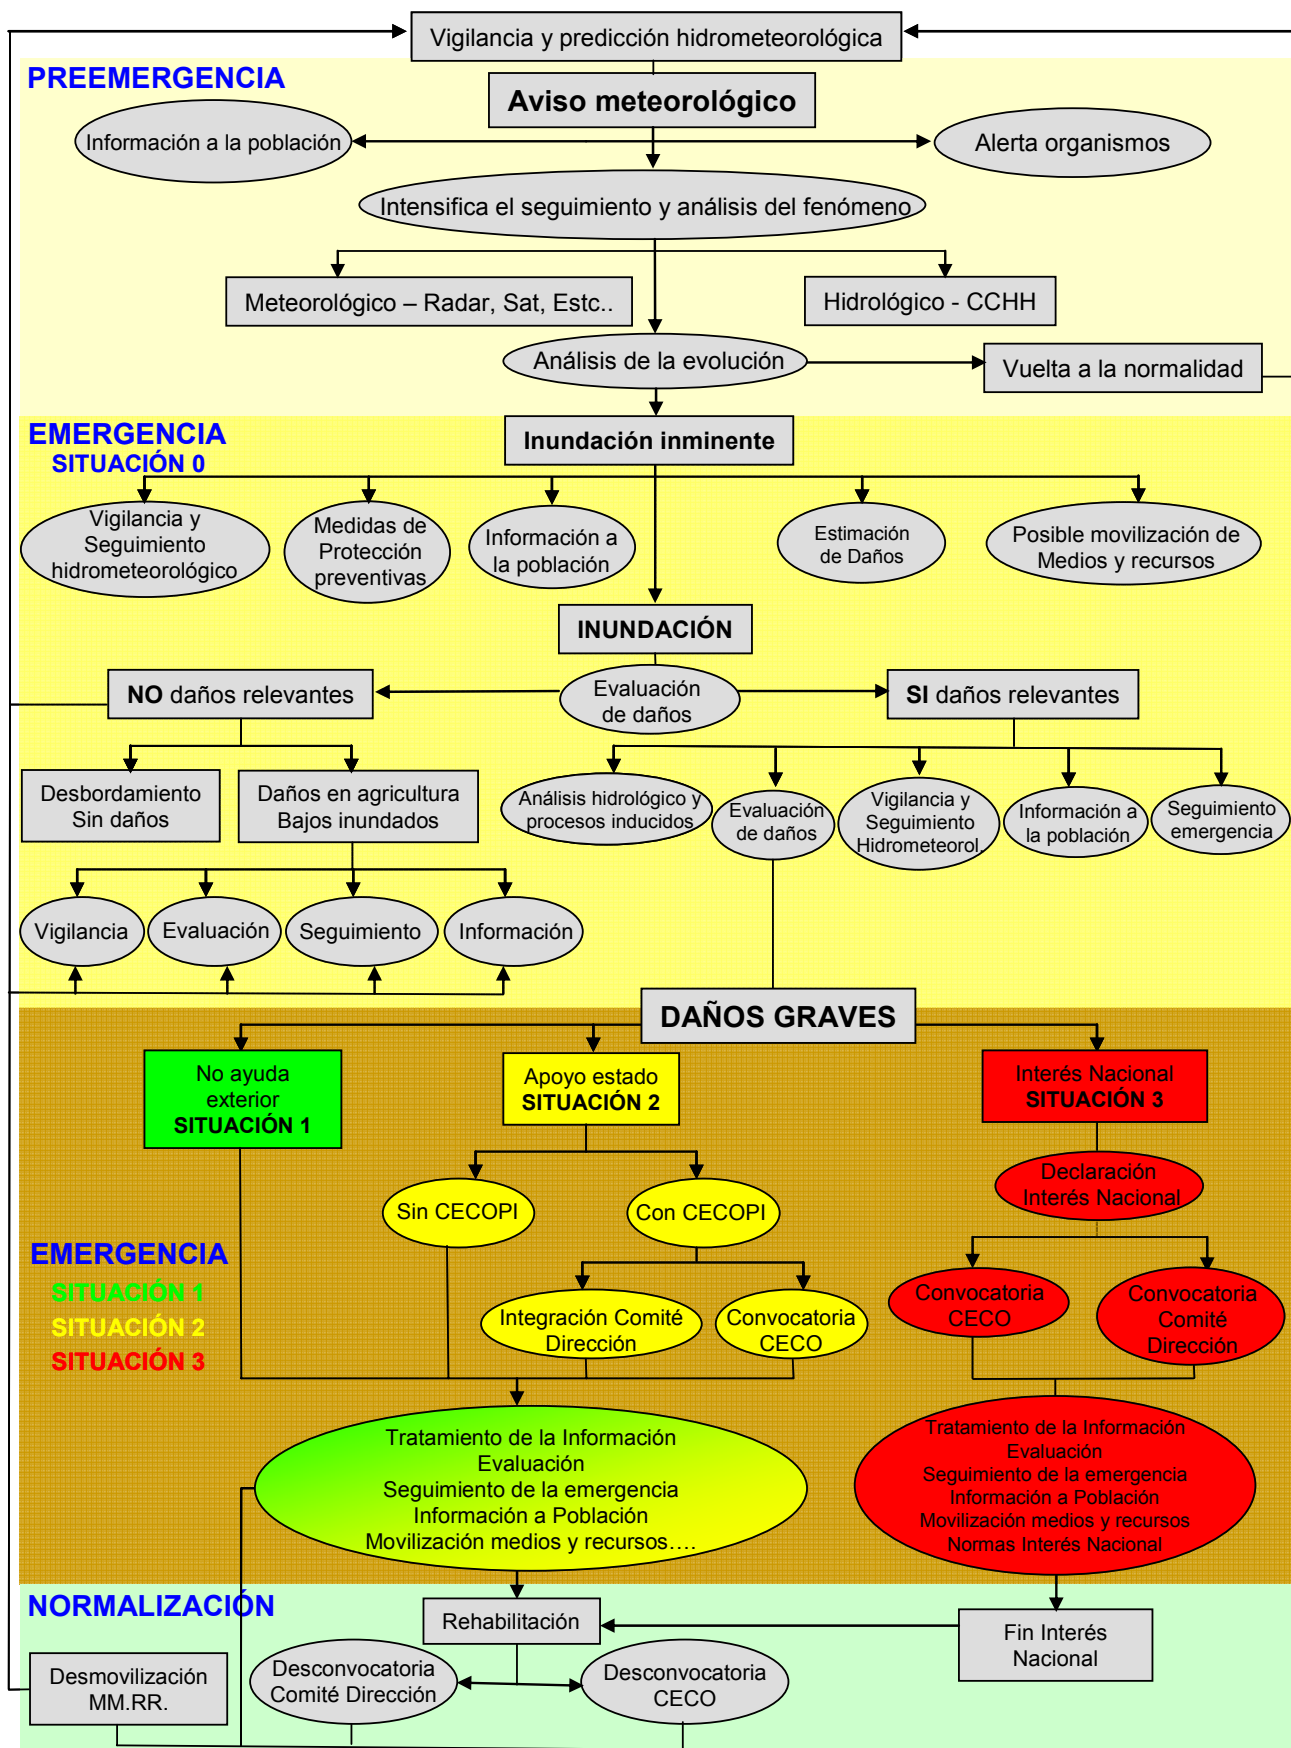 Vigilancia y predicción hidrometeorológica
PREEMERGENCIA
Aviso meteorológico
Información a la población
Alerta organismos
Intensifica el seguimiento y análisis del fenómeno
Meteorológico – Radar, Sat, Estc..
Hidrológico - CCHH
Análisis de la evolución
Vuelta a la normalidad
EMERGENCIA
SITUACIÓN 0
Inundación inminente
Vigilancia y
Seguimiento
hidrometeorológico
Medidas de
Protección
preventivas
Información a
la población
Estimación
de Daños
Posible movilización de
Medios y recursos
INUNDACIÓN
NO daños relevantes
Evaluación
de daños
SI daños relevantes
Desbordamiento
Sin daños
Daños en agricultura
Bajos inundados
Análisis hidrológico y
procesos inducidos
Evaluación
de daños
Vigilancia y
Seguimiento
Hidrometeorol.
Información a
la población
Seguimiento
emergencia
Vigilancia
Evaluación
Seguimiento
Información
DAÑOS GRAVES
No ayuda
exterior
SITUACIÓN 1
Apoyo estado
SITUACIÓN 2
Interés Nacional
SITUACIÓN 3
Declaración
Interés Nacional
Sin CECOPI
Con CECOPI
EMERGENCIA
SITUACIÓN 1
SITUACIÓN 2
SITUACIÓN 3
Integración Comité
Dirección
Convocatoria
CECO
Convocatoria
CECO
Convocatoria
Comité
Dirección
Tratamiento de la Información
Evaluación
Seguimiento de la emergencia
Información a Población
Movilización medios y recursos….
Tratamiento de la Información
Evaluación
Seguimiento de la emergencia
Información a Población
Movilización medios y recursos
Normas Interés Nacional
NORMALIZACIÓN
Rehabilitación
Fin Interés
Nacional
Desmovilización
MM.RR.
Desconvocatoria
Comité Dirección
Desconvocatoria
CECO